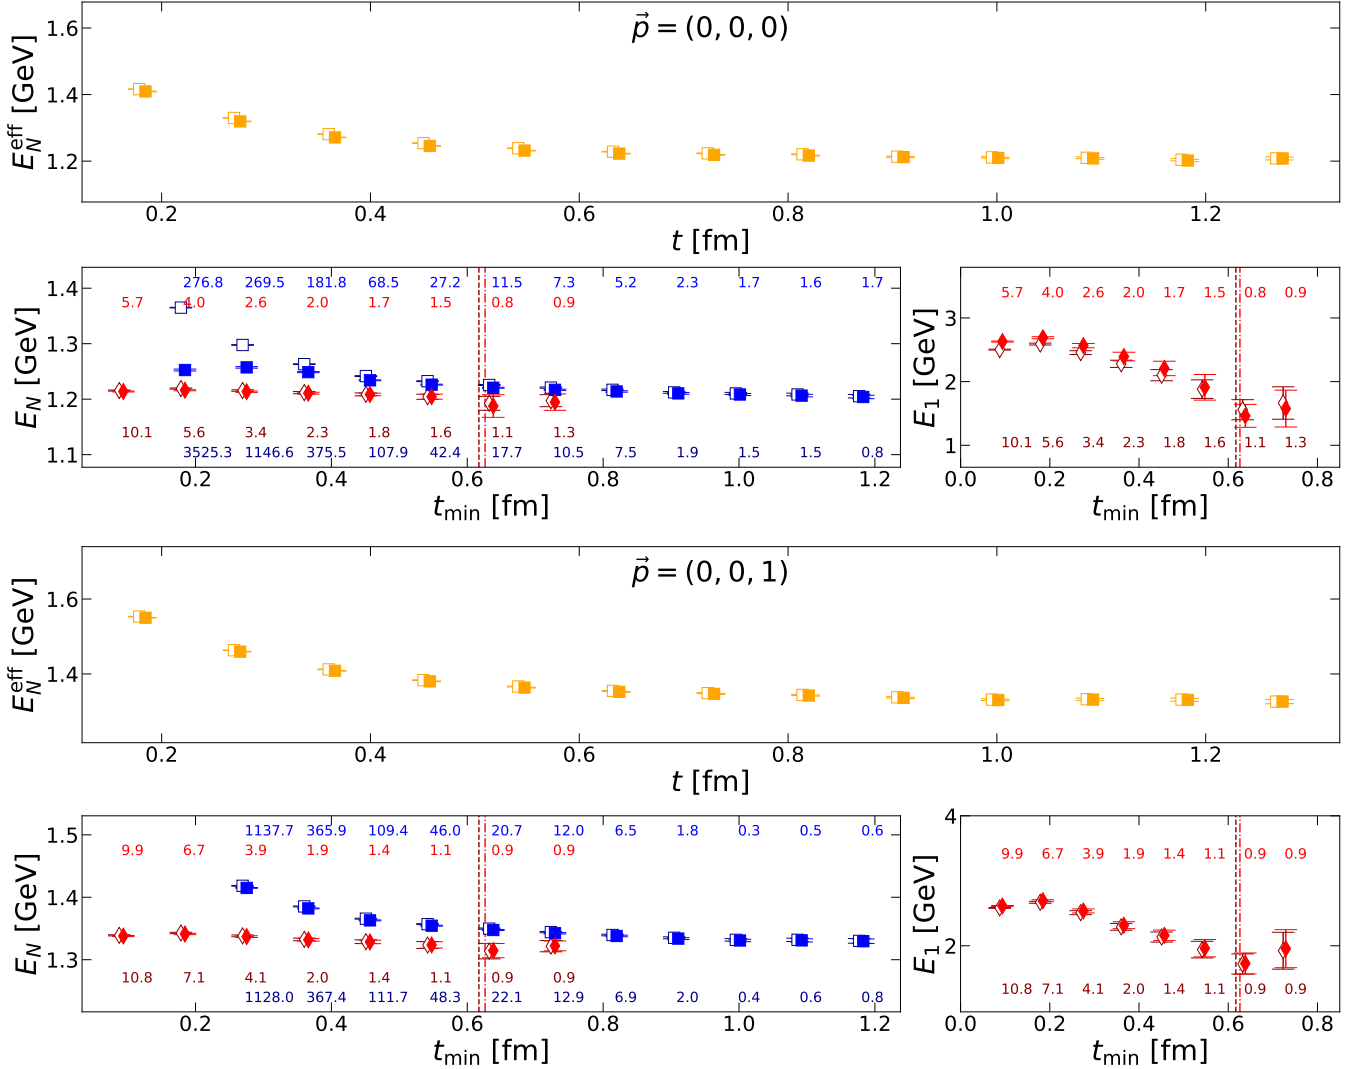 p⃗ = (0, 0, 0)
E_N^eff [GeV]
1.6
1.4
1.2
0.2 0.4 0.6 0.8 1.0 1.2
t [fm]
E_N [GeV]
1.4
1.3
1.2
1.1
276.8 269.5 181.8 68.5 27.2 11.5 7.3 5.2 2.3 1.7 1.6 1.7
5.7 4.0 2.6 2.0 1.7 1.5 0.8 0.9
10.1 5.6 3.4 2.3 1.8 1.6 1.1 1.3
3525.3 1146.6 375.5 107.9 42.4 17.7 10.5 7.5 1.9 1.5 1.5 0.8
0.2 0.4 0.6 0.8 1.0 1.2
t_min [fm]
E_1 [GeV]
3
2
1
5.7 4.0 2.6 2.0 1.7 1.5 0.8 0.9
10.1 5.6 3.4 2.3 1.8 1.6 1.1 1.3
0.0 0.2 0.4 0.6 0.8
t_min [fm]
p⃗ = (0, 0, 1)
E_N^eff [GeV]
1.6
1.4
0.2 0.4 0.6 0.8 1.0 1.2
t [fm]
E_N [GeV]
1.5
1.4
1.3
1137.7 365.9 109.4 46.0 20.7 12.0 6.5 1.8 0.3 0.5 0.6
9.9 6.7 3.9 1.9 1.4 1.1 0.9 0.9
10.8 7.1 4.1 2.0 1.4 1.1 0.9 0.9
1128.0 367.4 111.7 48.3 22.1 12.9 6.9 2.0 0.4 0.6 0.8
0.2 0.4 0.6 0.8 1.0 1.2
t_min [fm]
E_1 [GeV]
4
2
9.9 6.7 3.9 1.9 1.4 1.1 0.9 0.9
10.8 7.1 4.1 2.0 1.4 1.1 0.9 0.9
0.0 0.2 0.4 0.6 0.8
t_min [fm]